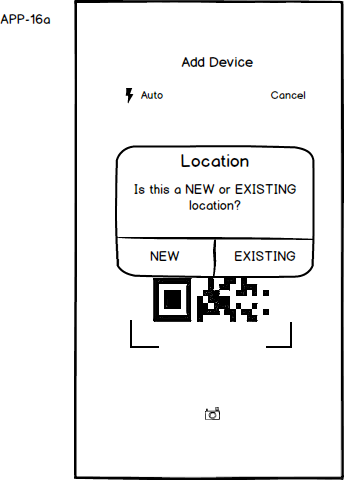 APP-16a
Add Device
Auto
Cancel
Location
Is this a NEW or EXISTING
location?
NEW
EXISTING